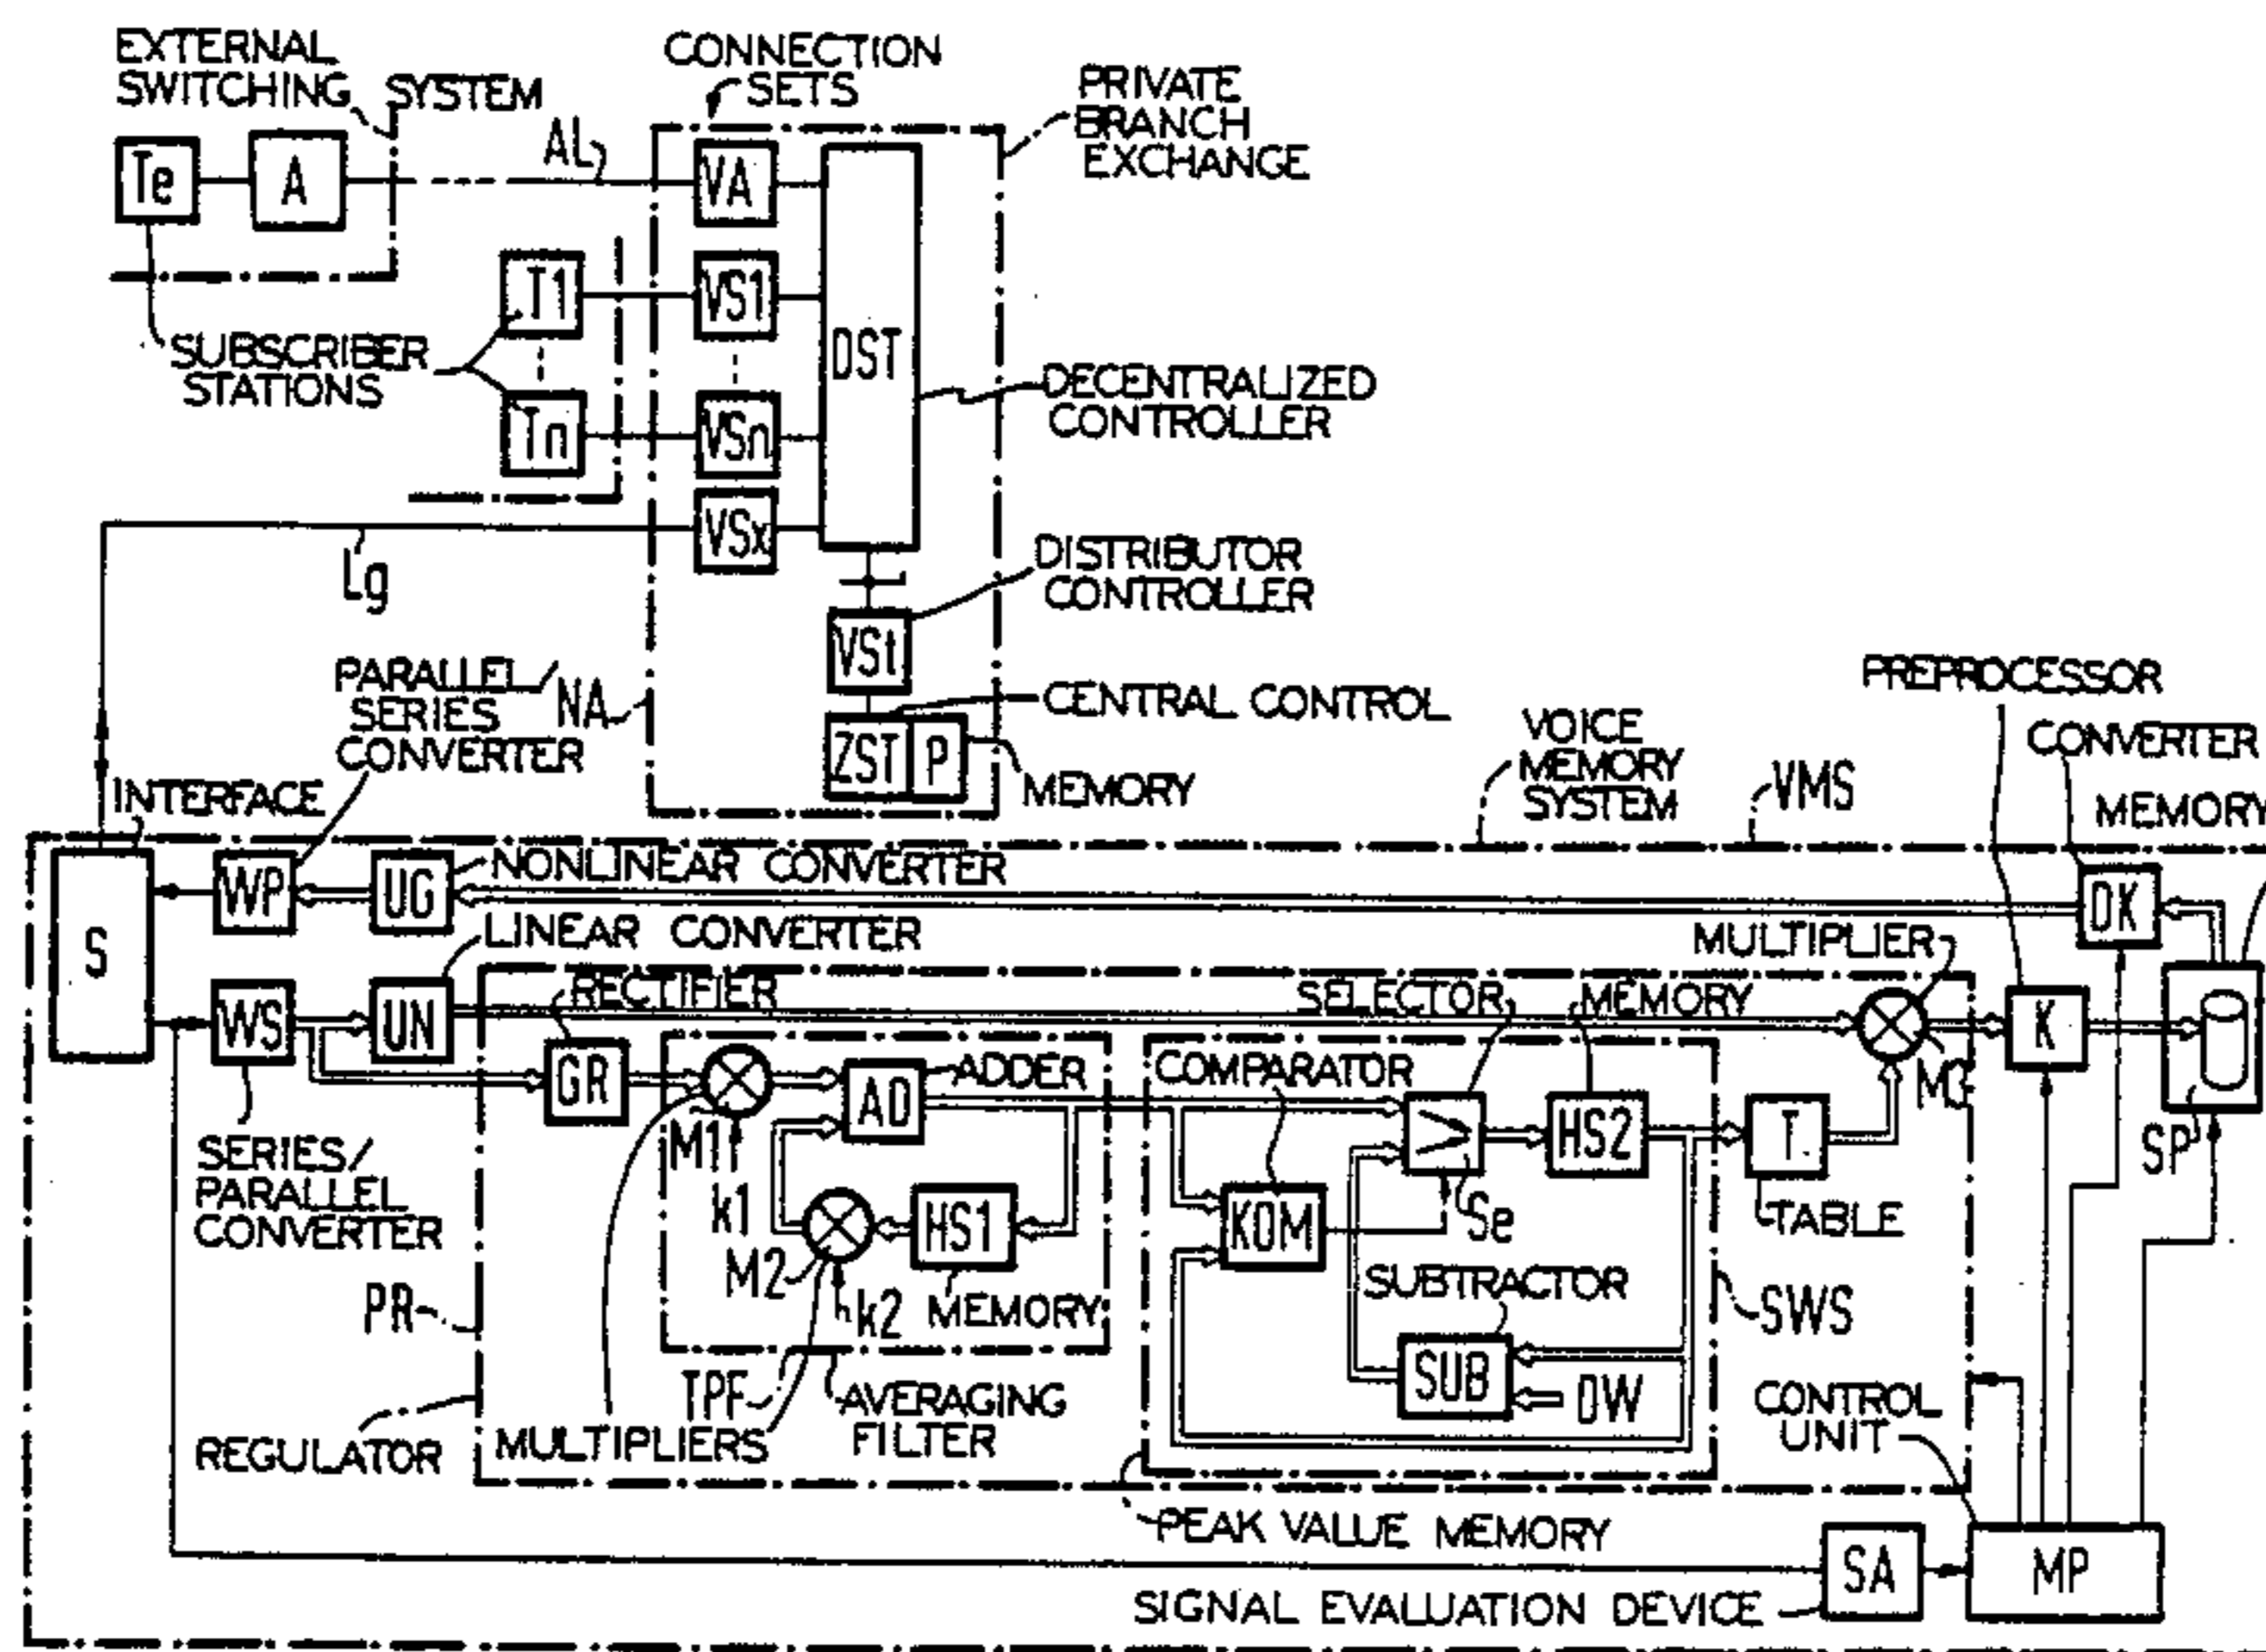 EXTERNAL
SWITCHING SYSTEM
CONNECTION
SETS
PRIVATE
BRANCH
EXCHANGE
Te
A
AL
VA
T1
VS1
DST
SUBSCRIBER
STATIONS
Tn
VSn
DECENTRALIZED
CONTROLLER
VSx
Lg
DISTRIBUTOR
CONTROLLER
VSt
PARALLEL/
SERIES
CONVERTER
NA
CENTRAL CONTROL
ZST
P
MEMORY
VOICE
MEMORY
SYSTEM
VMS
PREPROCESSOR
CONVERTER
MEMORY
INTERFACE
S
WP
UG
NONLINEAR CONVERTER
DK
LINEAR CONVERTER
MULTIPLIER
WS
UN
RECTIFIER
SELECTOR
MEMORY
K
M3
SP
GR
ADDER
AD
COMPARATOR
HS2
T
TABLE
M1
k1
SERIES/
PARALLEL
CONVERTER
M2
HS1
KOM
Se
k2
MEMORY
SUBTRACTOR
PR
SWS
SUB
DW
TPF
AVERAGING
FILTER
CONTROL
UNIT
REGULATOR
MULTIPLIERS
PEAK VALUE MEMORY
SA
MP
SIGNAL EVALUATION DEVICE